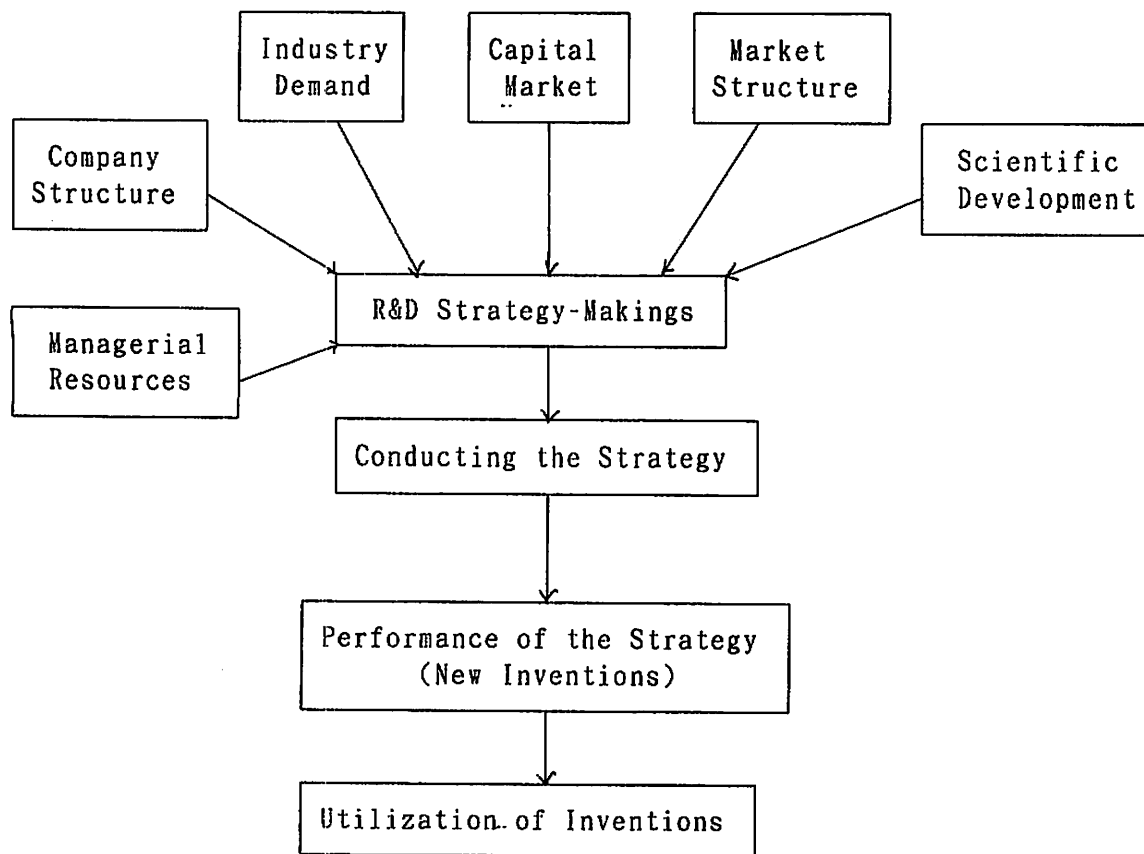 Industry
Demand
Capital
Market
Market
Structure
Company
Structure
Scientific
Development
R&D Strategy-Makings
Managerial
Resources
Conducting the Strategy
Performance of the Strategy
(New Inventions)
Utilization of Inventions